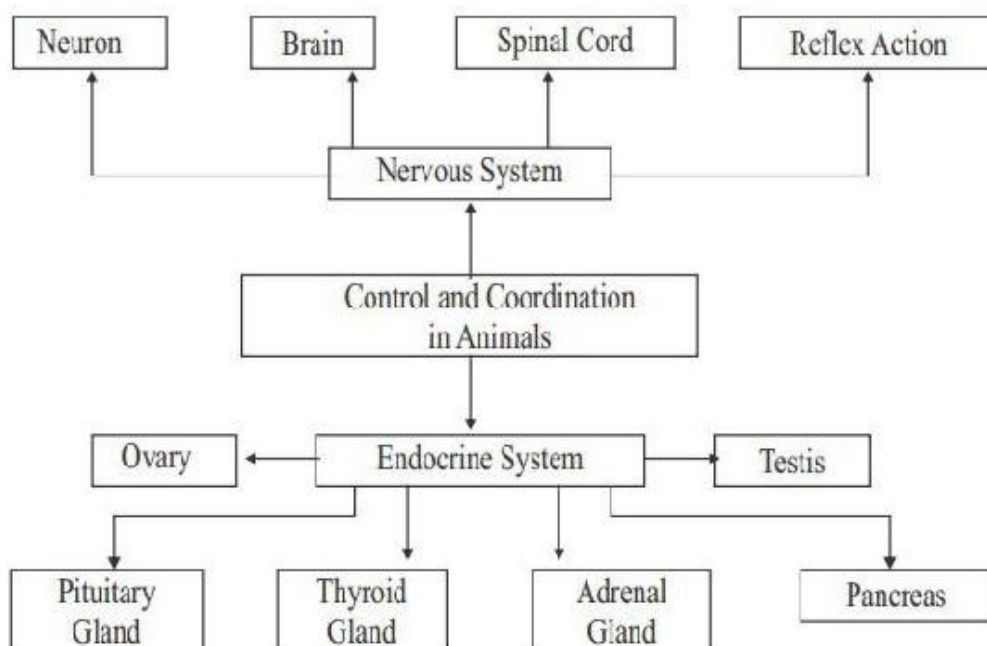 Neuron
Brain
Spinal Cord
Reflex Action
Nervous System
Control and Coordination
in Animals
Ovary
Endocrine System
Testis
Pituitary
Gland
Thyroid
Gland
Adrenal
Gland
Pancreas